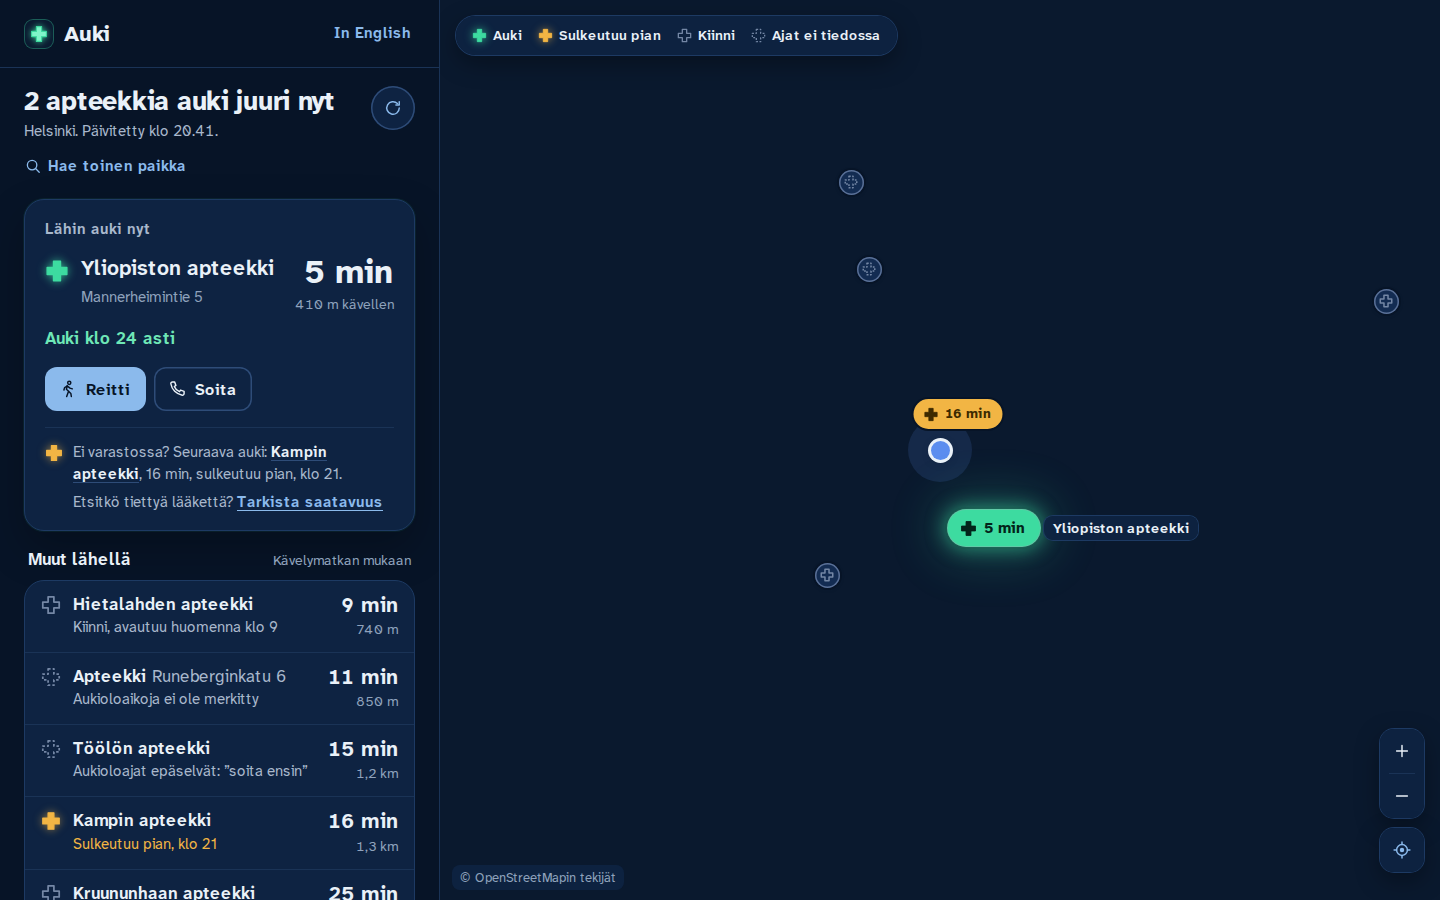 Auki
In English
2 apteekkia auki juuri nyt
Helsinki. Päivitetty klo 20.41.
Hae toinen paikka
Lähin auki nyt
Yliopiston apteekki
5 min
Mannerheimintie 5
410 m kävellen
Auki klo 24 asti
Reitti
Soita
Ei varastossa? Seuraava auki: Kampin
apteekki, 16 min, sulkeutuu pian, klo 21.
Etsitkö tiettyä lääkettä? Tarkista saatavuus
Muut lähellä
Kävelymatkan mukaan
Hietalahden apteekki
9 min
Kiinni, avautuu huomenna klo 9
740 m
Apteekki Runeberginkatu 6
11 min
Aukioloaikoja ei ole merkitty
850 m
Töölön apteekki
15 min
Aukioloajat epäselvät: ”soita ensin”
1,2 km
Kampin apteekki
16 min
Sulkeutuu pian, klo 21
1,3 km
Kruununhaan apteekki
25 min
Auki
Sulkeutuu pian
Kiinni
Ajat ei tiedossa
16 min
5 min
Yliopiston apteekki
+
−
© OpenStreetMapin tekijät